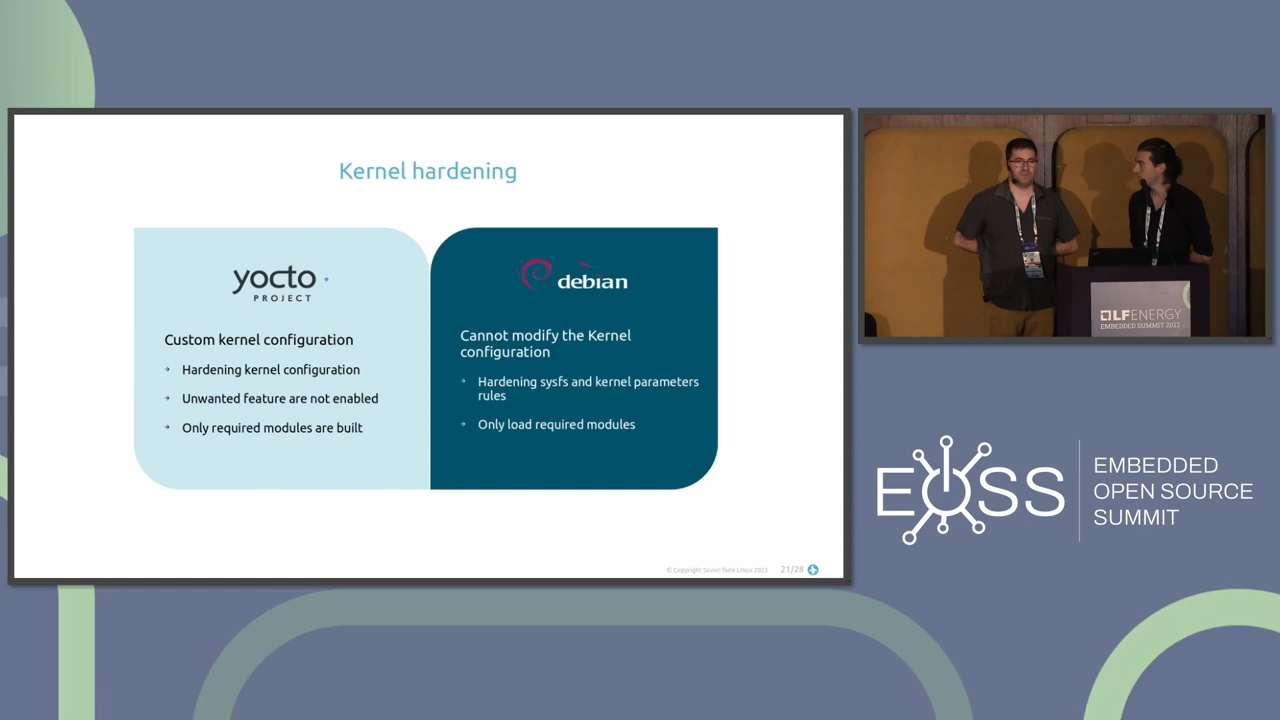 Kernel hardening
yocto
PROJECT
Custom kernel configuration
Hardening kernel configuration
Unwanted feature are not enabled
Only required modules are built
debian
Cannot modify the Kernel
configuration
Hardening sysfs and kernel parameters
rules
Only load required modules
© Copyright Savoir-faire Linux 2023
21/28
LFENERGY
EMBEDDED SUMMIT 2023
EOSS
EMBEDDED
OPEN SOURCE
SUMMIT